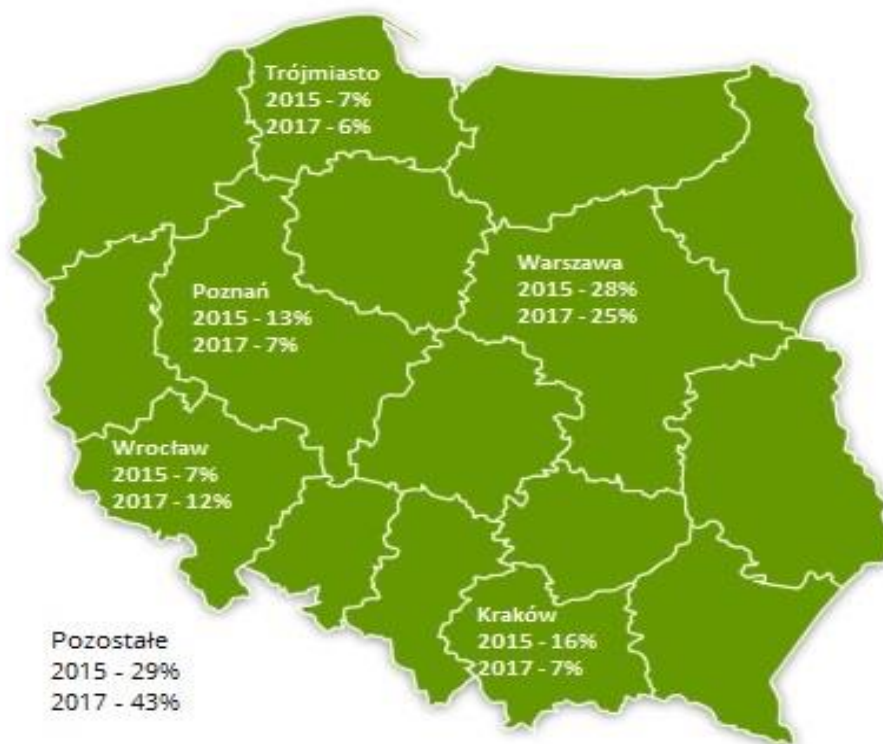 Trójmiasto
2015 - 7%
2017 - 6%
Warszawa
2015 - 28%
2017 - 25%
Poznań
2015 - 13%
2017 - 7%
Wrocław
2015 - 7%
2017 - 12%
Kraków
2015 - 16%
2017 - 7%
Pozostałe
2015 - 29%
2017 - 43%